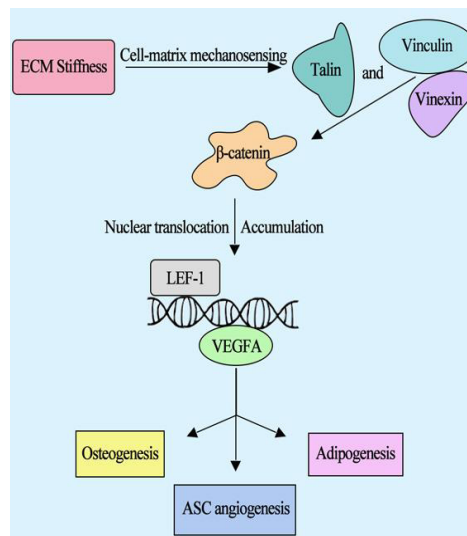 ECM Stiffness
Cell-matrix mechanosensing
Talin
and
Vinculin
Vinexin
β-catenin
Nuclear translocation
Accumulation
LEF-1
VEGFA
Osteogenesis
Adipogenesis
ASC angiogenesis